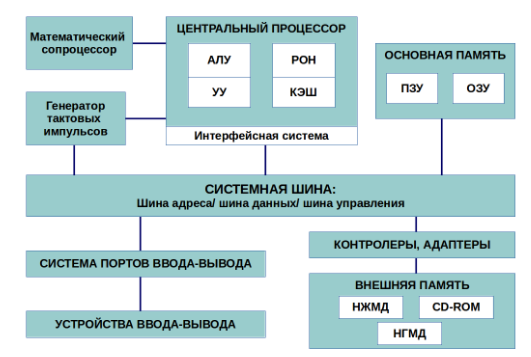 Математический
сопроцессор
ЦЕНТРАЛЬНЫЙ ПРОЦЕССОР
АЛУ
РОН
УУ
КЭШ
Интерфейсная система
ОСНОВНАЯ ПАМЯТЬ
ПЗУ
ОЗУ
Генератор
тактовых
импульсов
СИСТЕМНАЯ ШИНА:
Шина адреса/ шина данных/ шина управления
СИСТЕМА ПОРТОВ ВВОДА-ВЫВОДА
УСТРОЙСТВА ВВОДА-ВЫВОДА
КОНТРОЛЕРЫ, АДАПТЕРЫ
ВНЕШНЯЯ ПАМЯТЬ
НЖМД
CD-ROM
НГМД